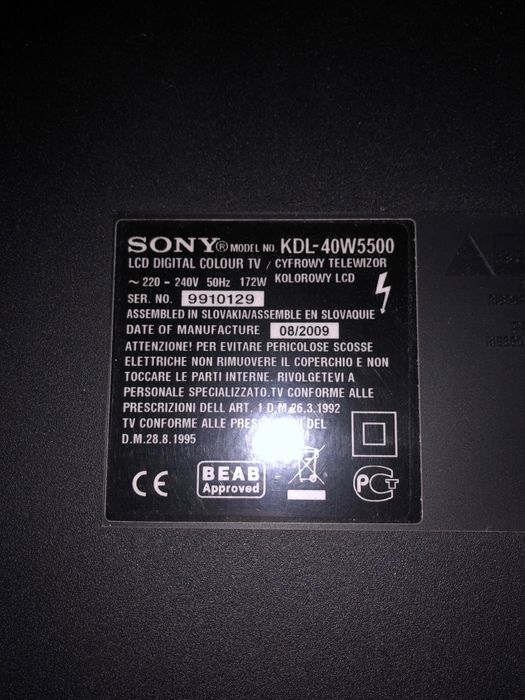 SONY® MODEL NO. KDL-40W5500
LCD DIGITAL COLOUR TV / CYFROWY TELEWIZOR
~ 220 - 240V 50Hz 172W KOLOROWY LCD
SER. NO. 9910129
ASSEMBLED IN SLOVAKIA/ASSEMBLE EN SLOVAQUIE
DATE OF MANUFACTURE 08/2009
ATTENZIONE! PER EVITARE PERICOLOSE SCOSSE
ELETTRICHE NON RIMUOVERE IL COPERCHIO E NON
TOCCARE LE PARTI INTERNE. RIVOLGETEVI A
PERSONALE SPECIALIZZATO.TV CONFORME ALLE
PRESCRIZIONI DELL ART. 1 D.M.26.3.1992
TV CONFORME ALLE DEL
D.M.28.8.1995
CE
BEAB
Approved